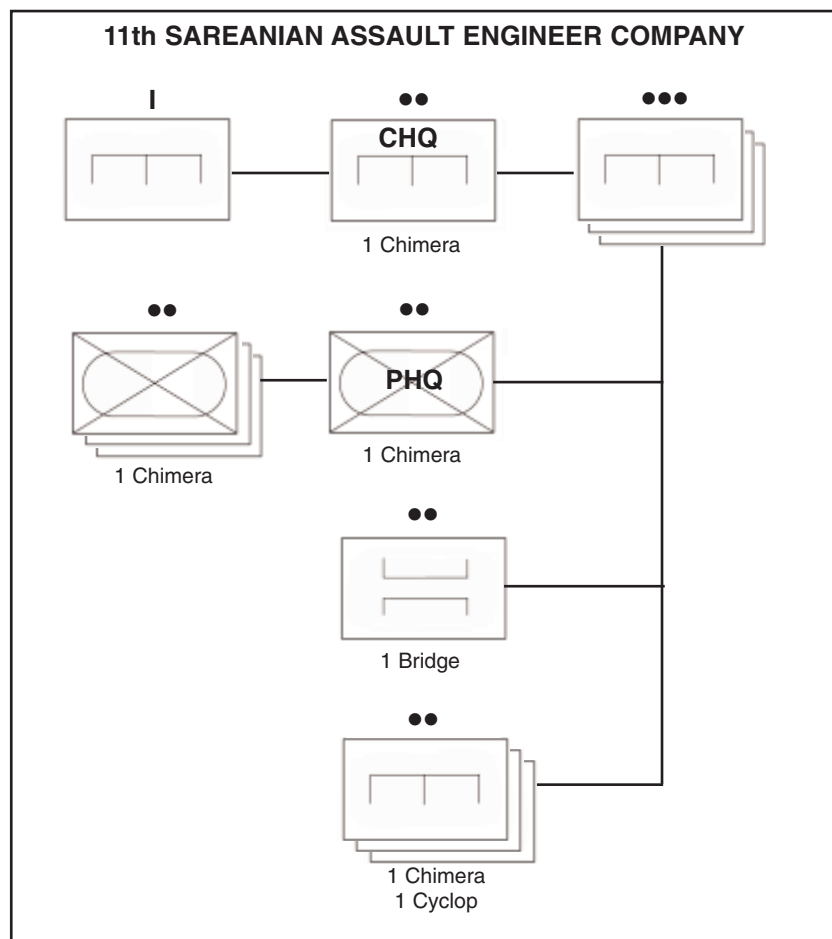 11th SAREANIAN ASSAULT ENGINEER COMPANY
I
CHQ
1 Chimera
PHQ
1 Chimera
1 Chimera
1 Bridge
1 Chimera
1 Cyclop